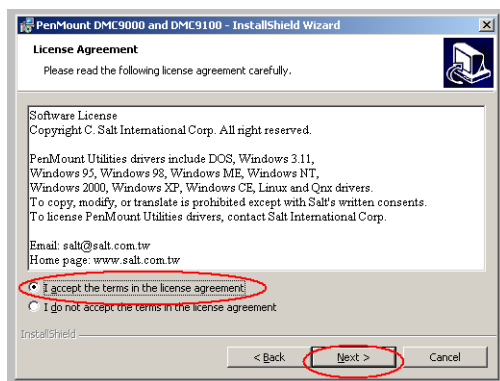 PenMount DMC9000 and DMC9100 - InstallShield Wizard
License Agreement
Please read the following license agreement carefully.
Software License
Copyright C. Salt International Corp. All right reserved.
PenMount Utilities drivers include DOS, Windows 3.11,
Windows 95, Windows 98, Windows ME, Windows NT,
Windows 2000, Windows XP, Windows CE, Linux and Qnx drivers.
To copy, modify, or translate is prohibited except with Salt's written consents.
To license PenMount Utilities drivers, contact Salt International Corp.
Email: salt@salt.com.tw
Home page: www.salt.com.tw
I accept the terms in the license agreement
I do not accept the terms in the license agreement
InstallShield
< Back Next > Cancel